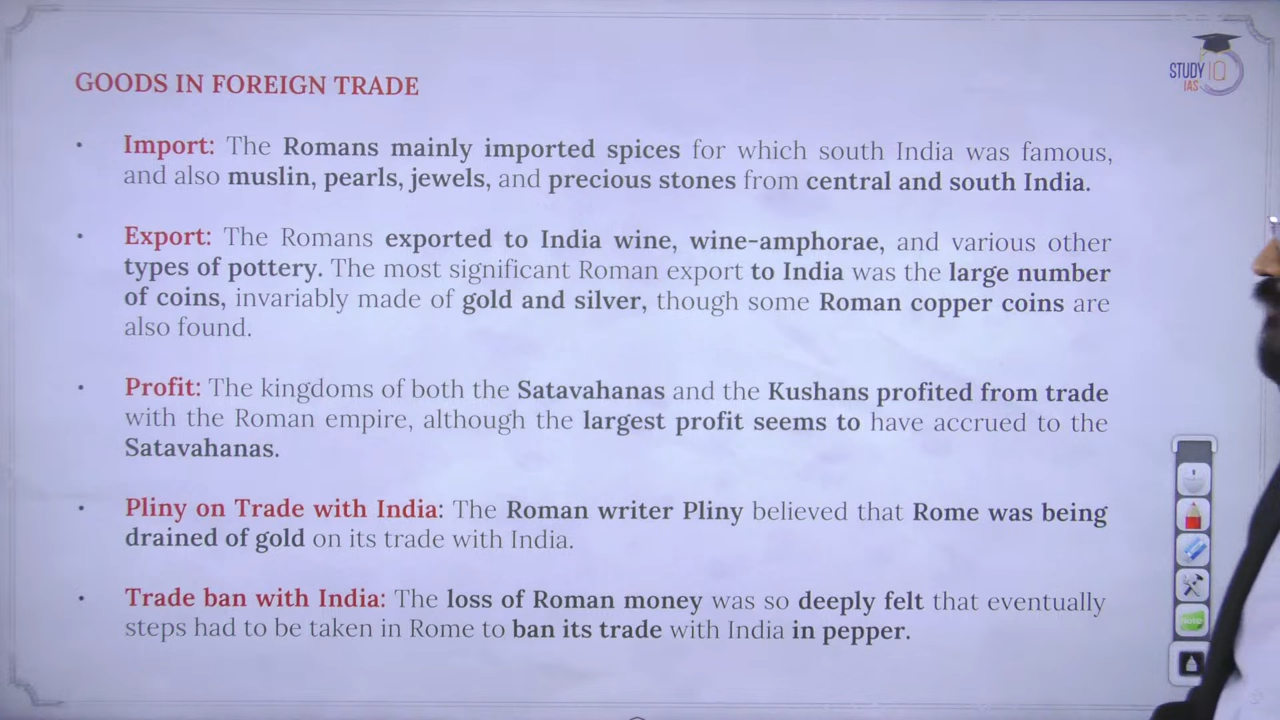 GOODS IN FOREIGN TRADE
STUDY IQ
IAS
• Import: The Romans mainly imported spices for which south India was famous,
and also muslin, pearls, jewels, and precious stones from central and south India.
• Export: The Romans exported to India wine, wine-amphorae, and various other
types of pottery. The most significant Roman export to India was the large number
of coins, invariably made of gold and silver, though some Roman copper coins are
also found.
• Profit: The kingdoms of both the Satavahanas and the Kushans profited from trade
with the Roman empire, although the largest profit seems to have accrued to the
Satavahanas.
• Pliny on Trade with India: The Roman writer Pliny believed that Rome was being
drained of gold on its trade with India.
• Trade ban with India: The loss of Roman money was so deeply felt that eventually
steps had to be taken in Rome to ban its trade with India in pepper.